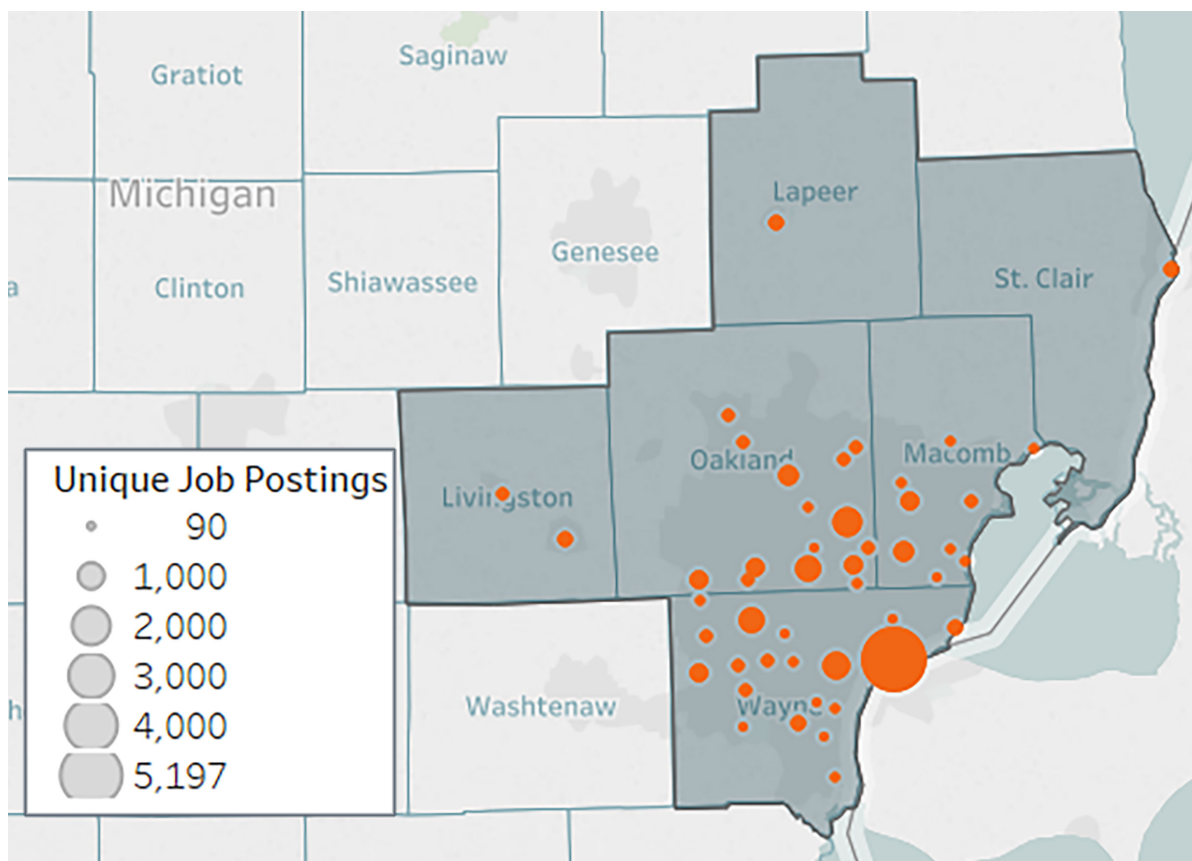 Saginaw
Gratiot
Michigan
Lapeer
Genesee
St. Clair
a
Clinton
Shiawassee
Oakland
Macomb
Livingston
Unique Job Postings
90
1,000
2,000
3,000
4,000
5,197
h
Washtenaw
Wayne